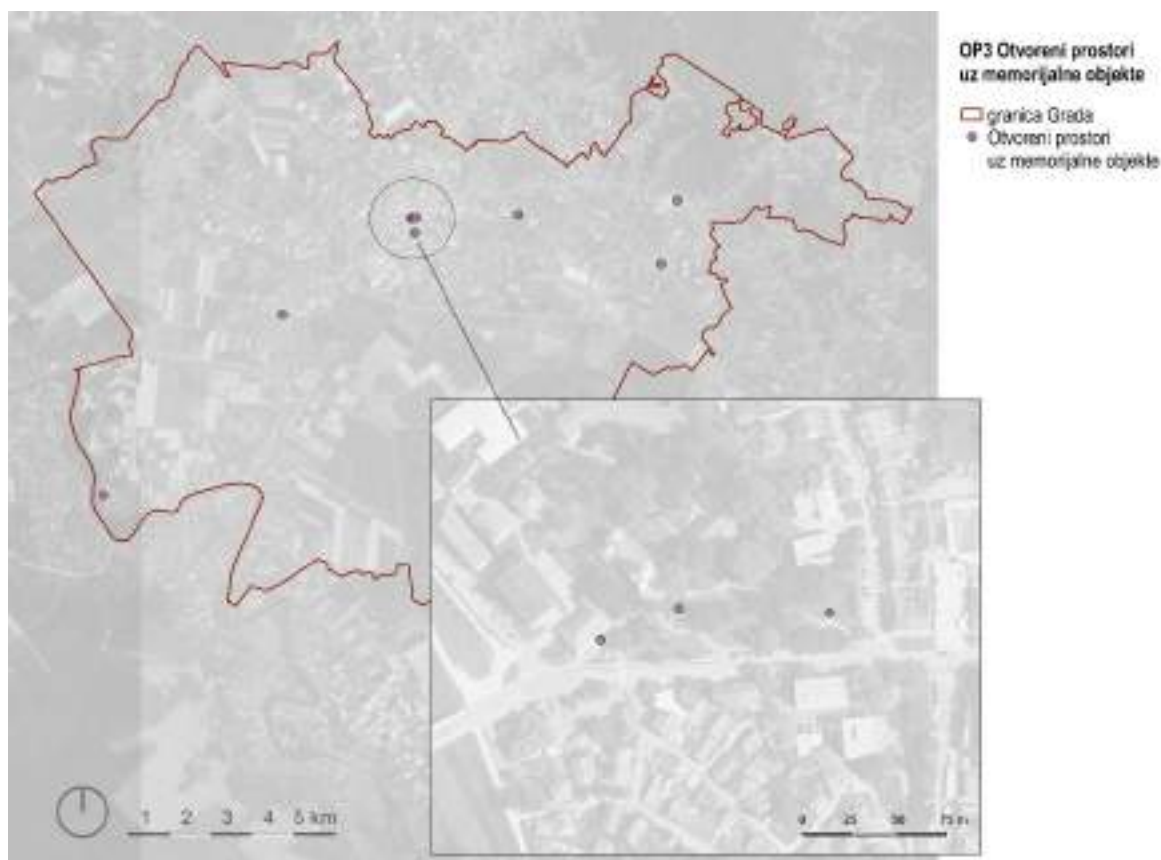 OP3 Otvoreni prostori
uz memorijalne objekte
granica Grada
Otvoreni prostori
uz memorijalne objekte
1 2 3 4 5 km
0 25 50 75 m